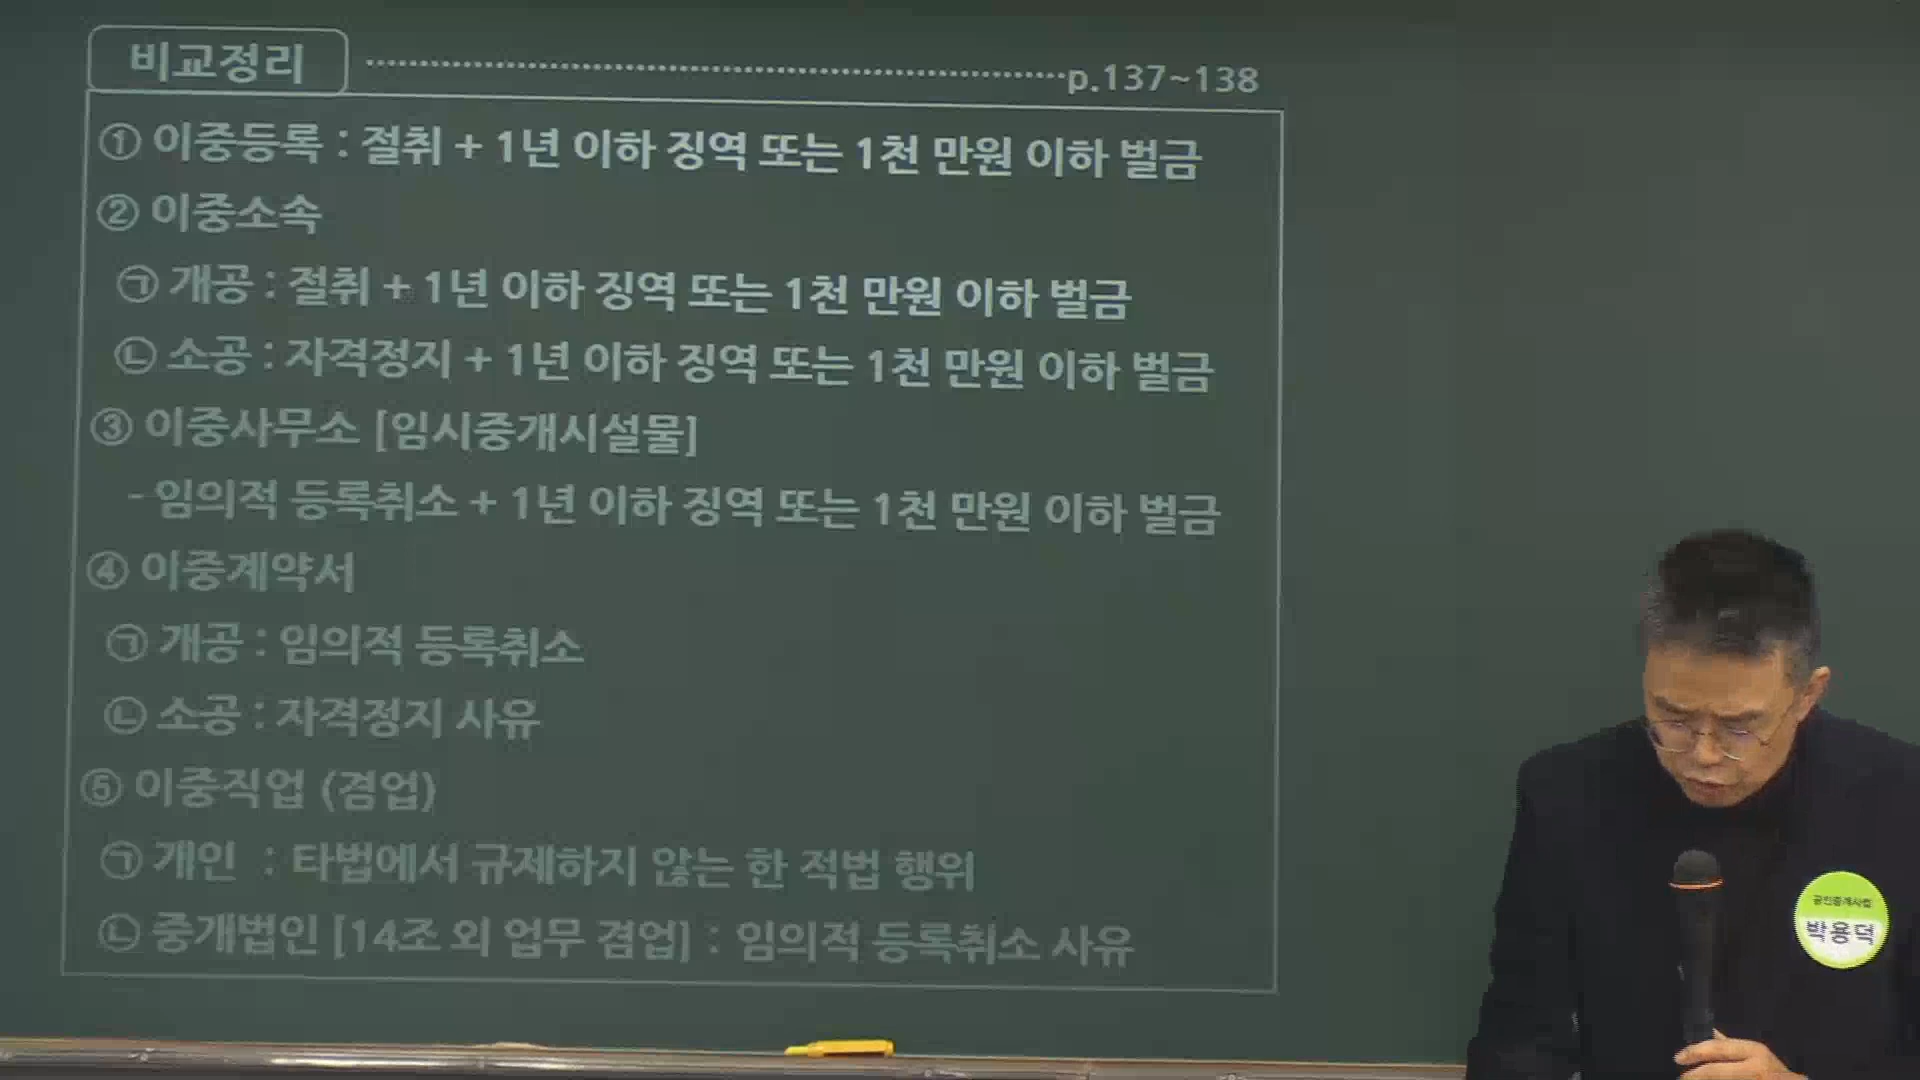 비교정리 p.137~138
① 이중등록 : 절취 + 1년 이하 징역 또는 1천 만원 이하 벌금
② 이중소속
㉠ 개공 : 절취 + 1년 이하 징역 또는 1천 만원 이하 벌금
㉡ 소공 : 자격정지 + 1년 이하 징역 또는 1천 만원 이하 벌금
③ 이중사무소 [임시중개시설물]
- 임의적 등록취소 + 1년 이하 징역 또는 1천 만원 이하 벌금
④ 이중계약서
㉠ 개공 : 임의적 등록취소
㉡ 소공 : 자격정지 사유
⑤ 이중직업 (겸업)
㉠ 개인 : 타법에서 규제하지 않는 한 적법 행위
㉡ 중개법인 [14조 외 업무 겸업] : 임의적 등록취소 사유
공인중개사법
박용덕